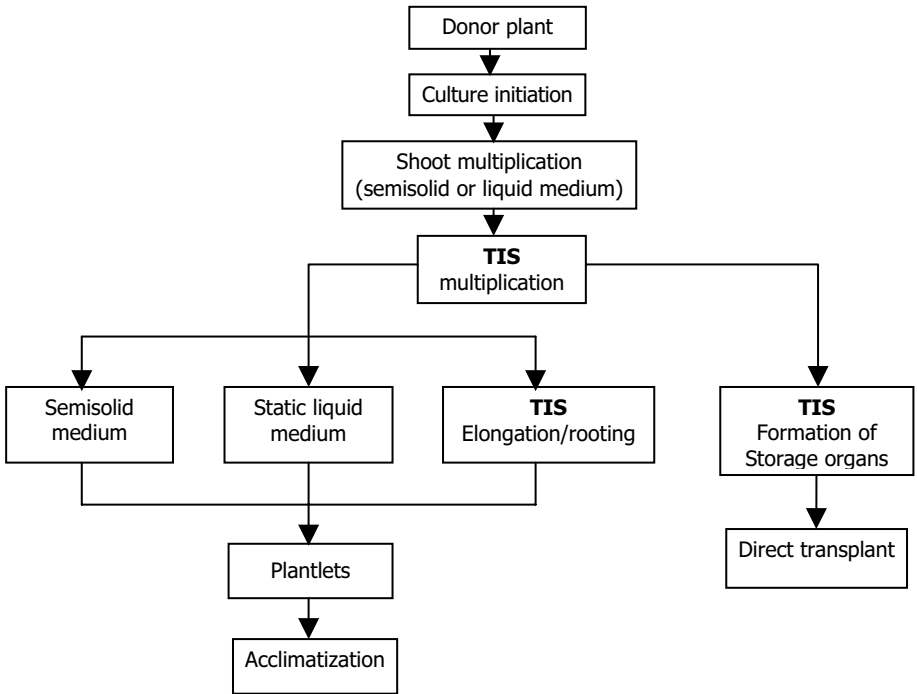 Donor plant
Culture initiation
Shoot multiplication
(semisolid or liquid medium)
TIS
multiplication
Semisolid
medium
Static liquid
medium
TIS
Elongation/rooting
TIS
Formation of
Storage organs
Plantlets
Direct transplant
Acclimatization